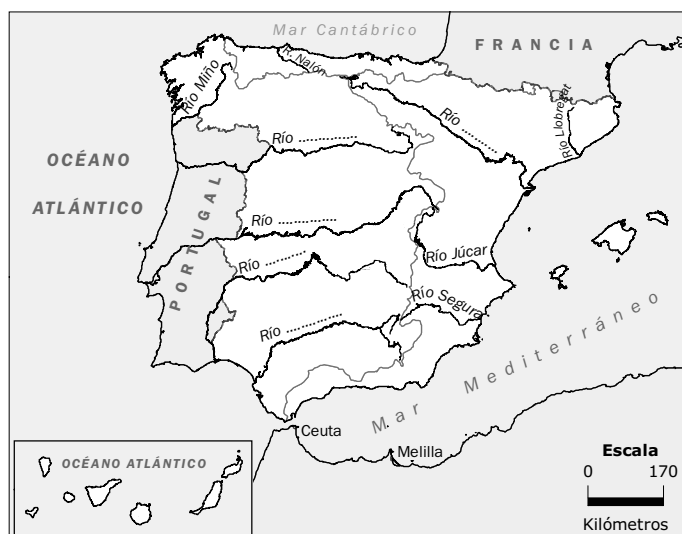 Mar Cantábrico
FRANCIA
R. Nalón
Río Miño
Río ............
Río Llobregat
Río ............
OCÉANO
ATLÁNTICO
PORTUGAL
Río ............
Río ............
Río Júcar
Río Segura
Río ............
Mar Mediterráneo
Ceuta
Melilla
OCÉANO ATLÁNTICO
Escala
0 170
Kilómetros